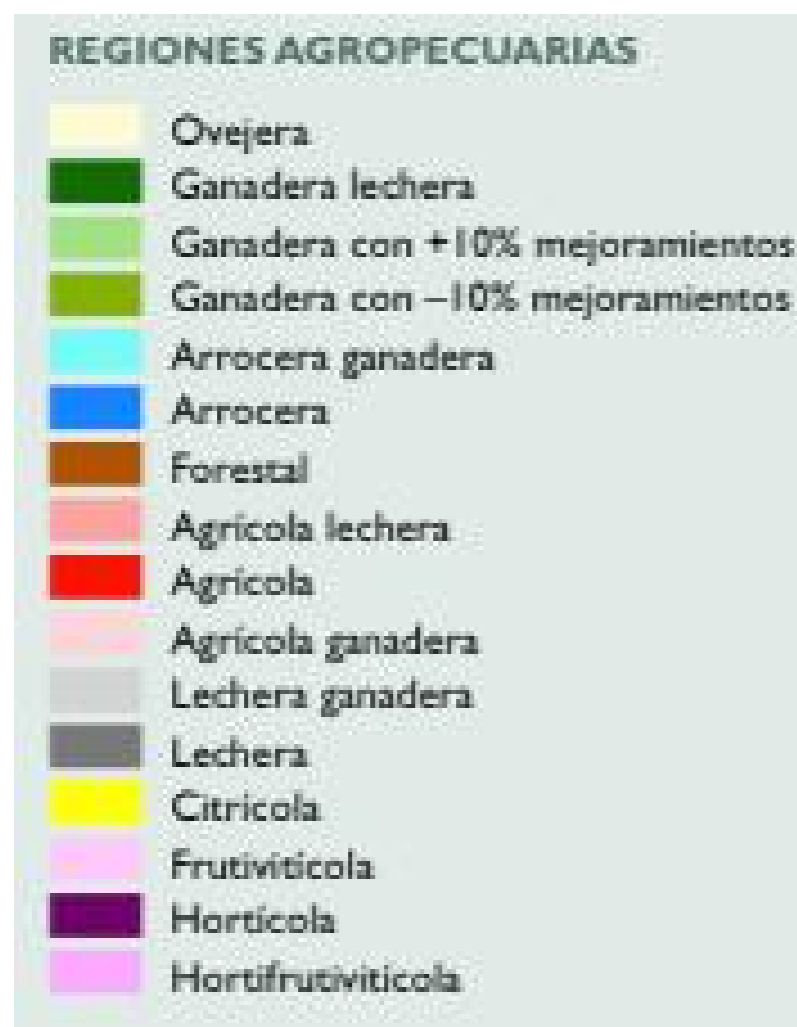 REGIONES AGROPECUARIAS
Ovejera
Ganadera lechera
Ganadera con +10% mejoramientos
Ganadera con –10% mejoramientos
Arrocera ganadera
Arrocera
Forestal
Agrícola lechera
Agrícola
Agrícola ganadera
Lechera ganadera
Lechera
Citrícola
Frutivitícola
Hortícola
Hortifrutivitícola